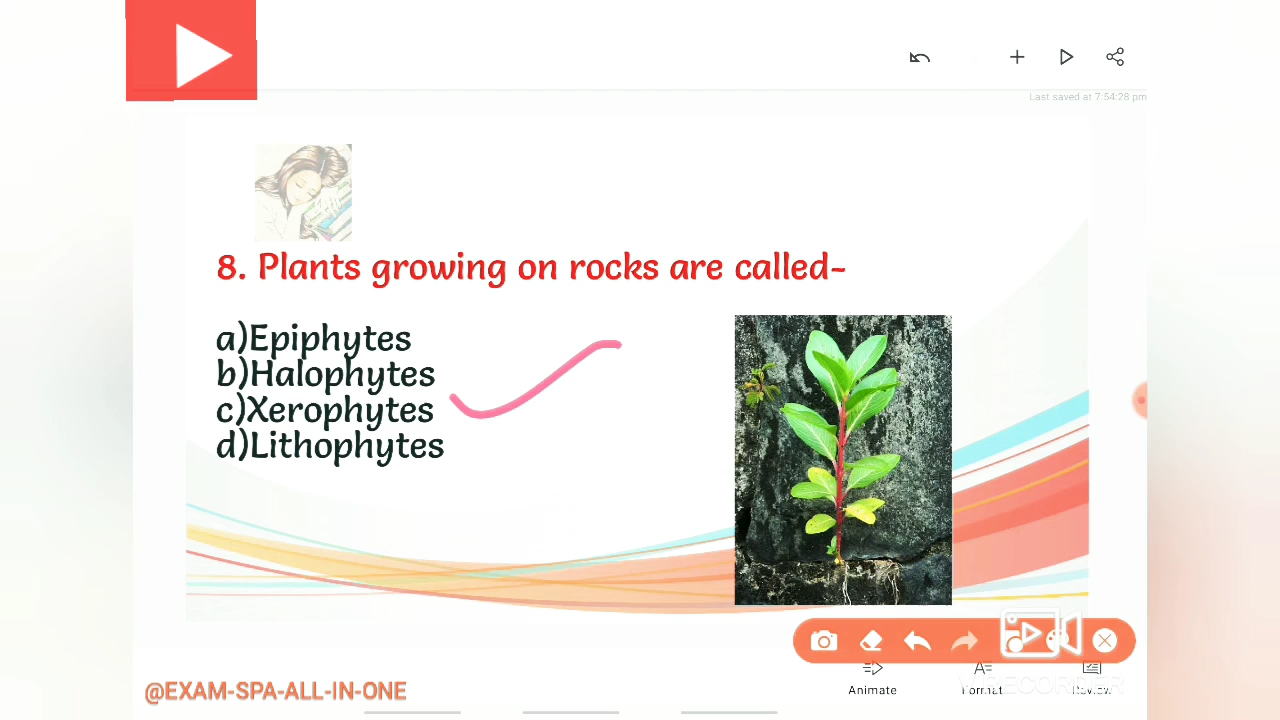 Last saved at 7:54:28 pm
8. Plants growing on rocks are called-
a)Epiphytes
b)Halophytes
c)Xerophytes
d)Lithophytes
@EXAM-SPA-ALL-IN-ONE
Animate
Format
Review